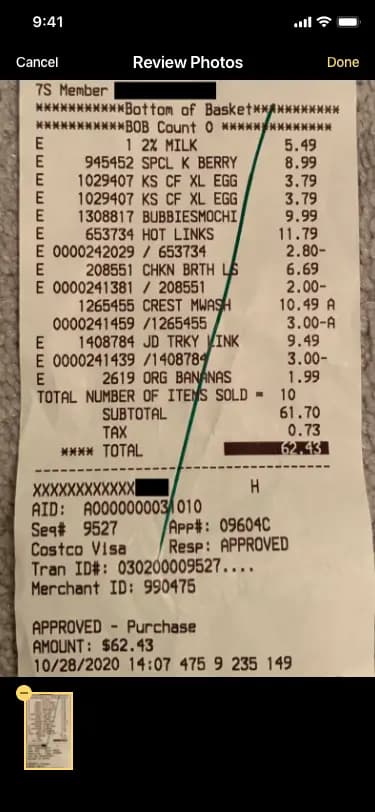 9:41
Cancel Review Photos Done
7S Member
***********Bottom of Basket***********
***********BOB Count 0 **************
E 1 2% MILK 5.49
E 945452 SPCL K BERRY 8.99
E 1029407 KS CF XL EGG 3.79
E 1029407 KS CF XL EGG 3.79
E 1308817 BUBBIESMOCHI 9.99
E 653734 HOT LINKS 11.79
E 0000242029 / 653734 2.80-
E 208551 CHKN BRTH LS 6.69
E 0000241381 / 208551 2.00-
1265455 CREST MWASH 10.49 A
0000241459 /1265455 3.00-A
E 1408784 JD TRKY LINK 9.49
E 0000241439 /1408784 3.00-
E 2619 ORG BANANAS 1.99
TOTAL NUMBER OF ITEMS SOLD = 10
SUBTOTAL 61.70
TAX 0.73
**** TOTAL 62.43
XXXXXXXXXXXX H
AID: A0000000031010
Seq# 9527 App#: 09604C
Costco Visa Resp: APPROVED
Tran ID#: 030200009527....
Merchant ID: 990475
APPROVED - Purchase
AMOUNT: $62.43
10/28/2020 14:07 475 9 235 149